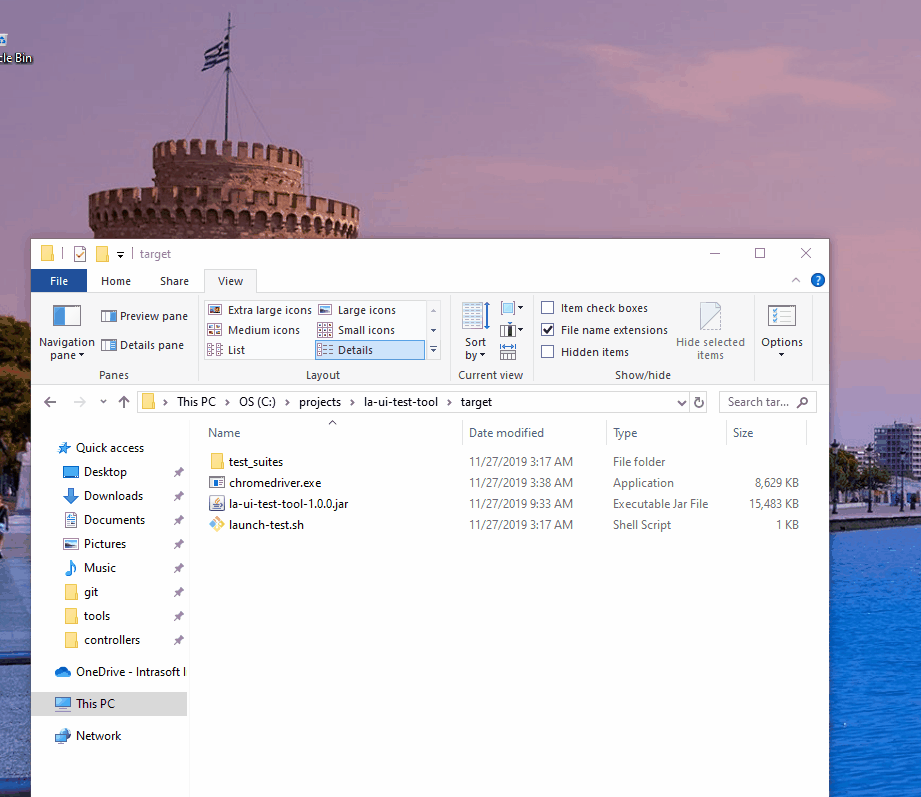 cle Bin
target
File Home Share View
Navigation pane
Preview pane
Details pane
Panes
Extra large icons Large icons
Medium icons Small icons
List Details
Layout
Sort by
Current view
Item check boxes
File name extensions
Hidden items
Hide selected items
Show/hide
Options
This PC OS (C:) projects la-ui-test-tool target
Search tar...
Name Date modified Type Size
test_suites 11/27/2019 3:17 AM File folder
chromedriver.exe 11/27/2019 3:38 AM Application 8,629 KB
la-ui-test-tool-1.0.0.jar 11/27/2019 9:33 AM Executable Jar File 15,483 KB
launch-test.sh 11/27/2019 3:17 AM Shell Script 1 KB
Quick access
Desktop
Downloads
Documents
Pictures
Music
git
tools
controllers
OneDrive - Intrasoft I
This PC
Network